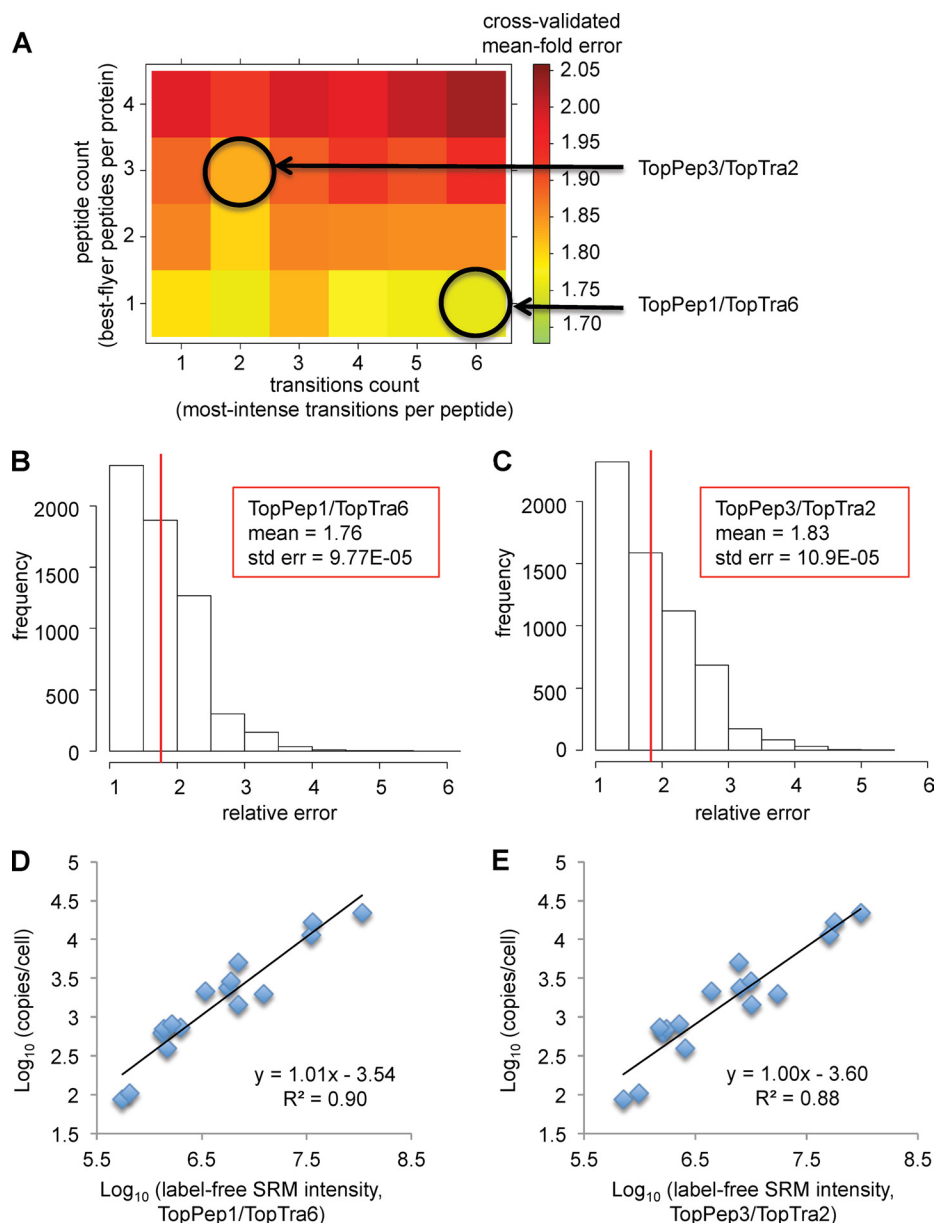 A
cross-validated
mean-fold error
peptide count
(best-flyer peptides per protein)
4
3
2
1
1 2 3 4 5 6
transitions count
(most-intense transitions per peptide)
2.05
2.00
1.95
1.90
1.85
1.80
1.75
1.70
TopPep3/TopTra2
TopPep1/TopTra6
B
frequency
2000
1500
1000
500
0
TopPep1/TopTra6
mean = 1.76
std err = 9.77E-05
1 2 3 4 5 6
relative error
C
frequency
2000
1500
1000
500
0
TopPep3/TopTra2
mean = 1.83
std err = 10.9E-05
1 2 3 4 5 6
relative error
D
Log₁₀ (copies/cell)
5
4.5
4
3.5
3
2.5
2
1.5
y = 1.01x - 3.54
R² = 0.90
5.5 6.5 7.5 8.5
Log₁₀ (label-free SRM intensity,
TopPep1/TopTra6)
E
Log₁₀ (copies/cell)
5
4.5
4
3.5
3
2.5
2
1.5
y = 1.00x - 3.60
R² = 0.88
5.5 6.5 7.5 8.5
Log₁₀ (label-free SRM intensity,
TopPep3/TopTra2)